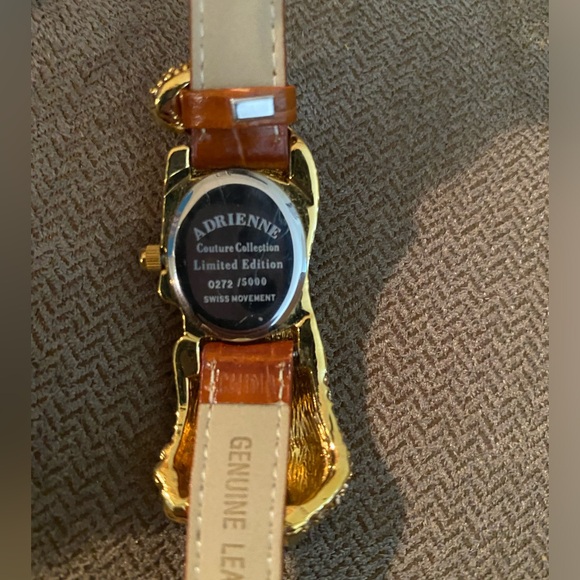 ADRIENNE
Couture Collection
Limited Edition
0272 /5000
SWISS MOVEMENT
GENUINE LEA